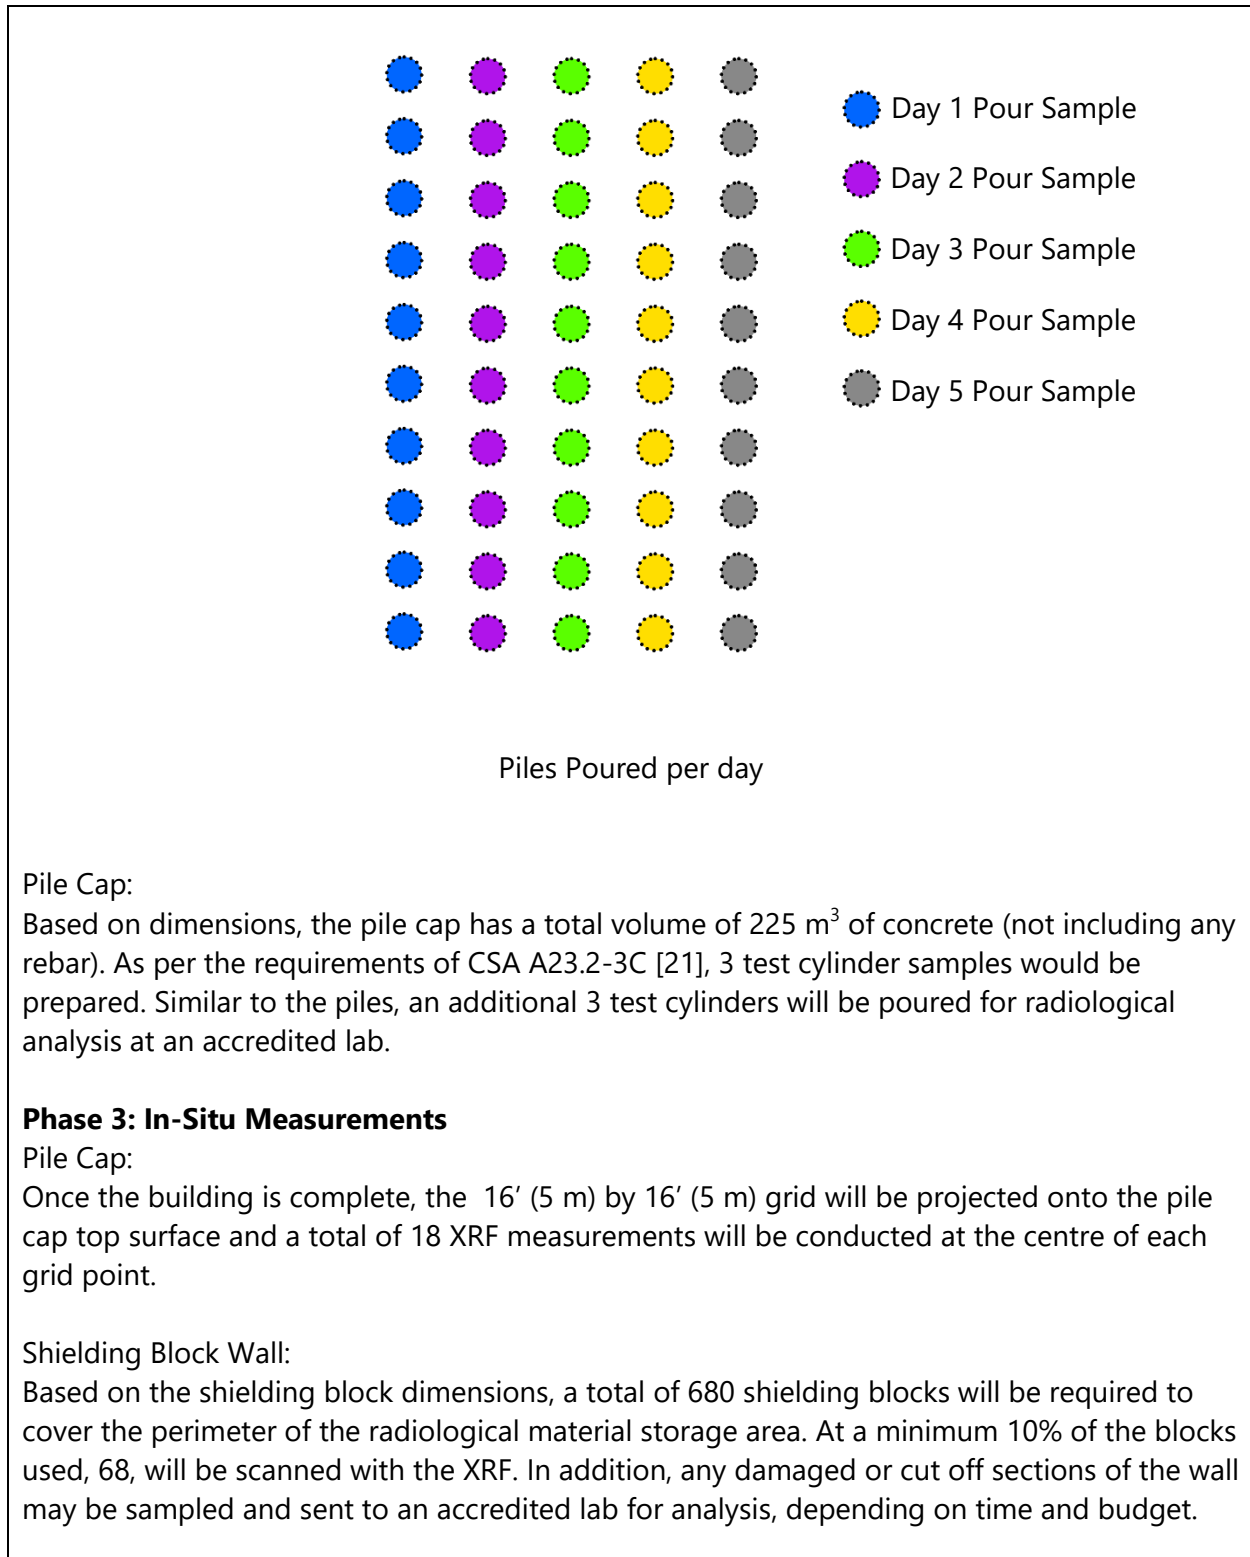 Day 1 Pour Sample
Day 2 Pour Sample
Day 3 Pour Sample
Day 4 Pour Sample
Day 5 Pour Sample
Piles Poured per day
Pile Cap:
Based on dimensions, the pile cap has a total volume of 225 m³ of concrete (not including any
rebar). As per the requirements of CSA A23.2-3C [21], 3 test cylinder samples would be
prepared. Similar to the piles, an additional 3 test cylinders will be poured for radiological
analysis at an accredited lab.
Phase 3: In-Situ Measurements
Pile Cap:
Once the building is complete, the 16’ (5 m) by 16’ (5 m) grid will be projected onto the pile
cap top surface and a total of 18 XRF measurements will be conducted at the centre of each
grid point.
Shielding Block Wall:
Based on the shielding block dimensions, a total of 680 shielding blocks will be required to
cover the perimeter of the radiological material storage area. At a minimum 10% of the blocks
used, 68, will be scanned with the XRF. In addition, any damaged or cut off sections of the wall
may be sampled and sent to an accredited lab for analysis, depending on time and budget.